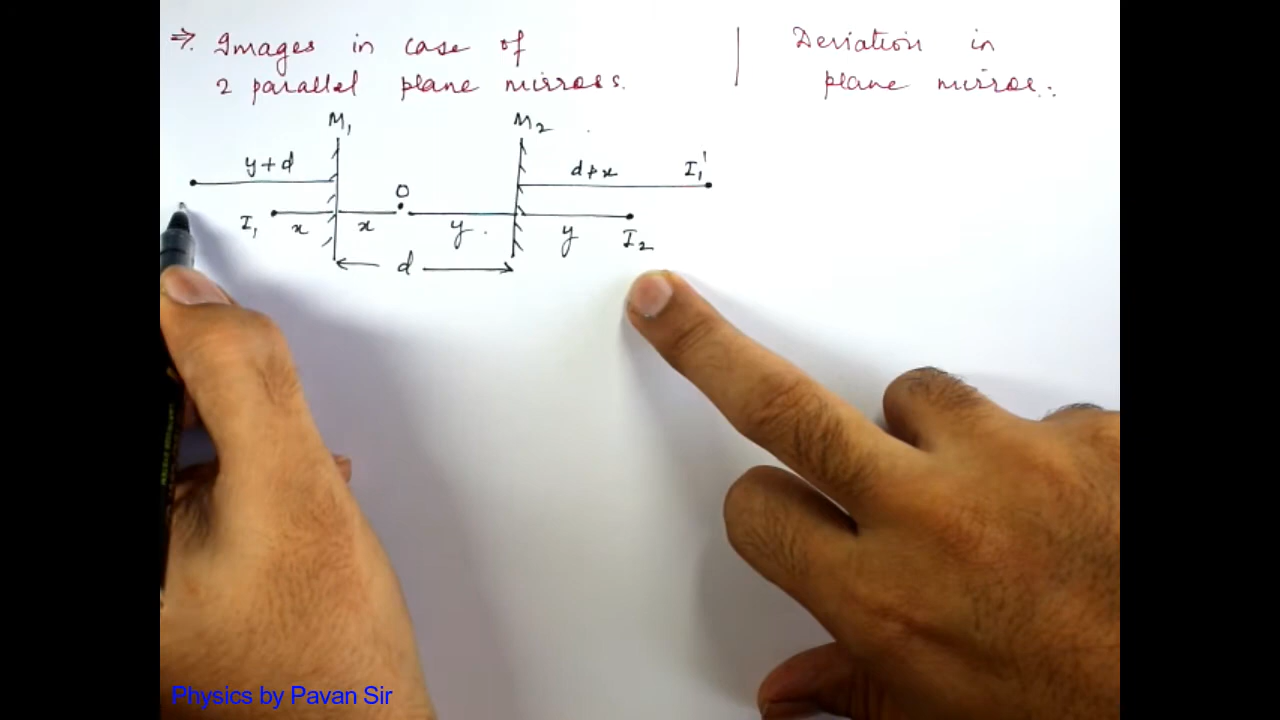 ⇒ Images in case of
2 parallel plane mirrors.
Deviation in
plane mirror.
M₁
M₂
y+d
d+x
I₁'
O
I₁
x
x
y
y
I₂
d
Physics by Pavan Sir